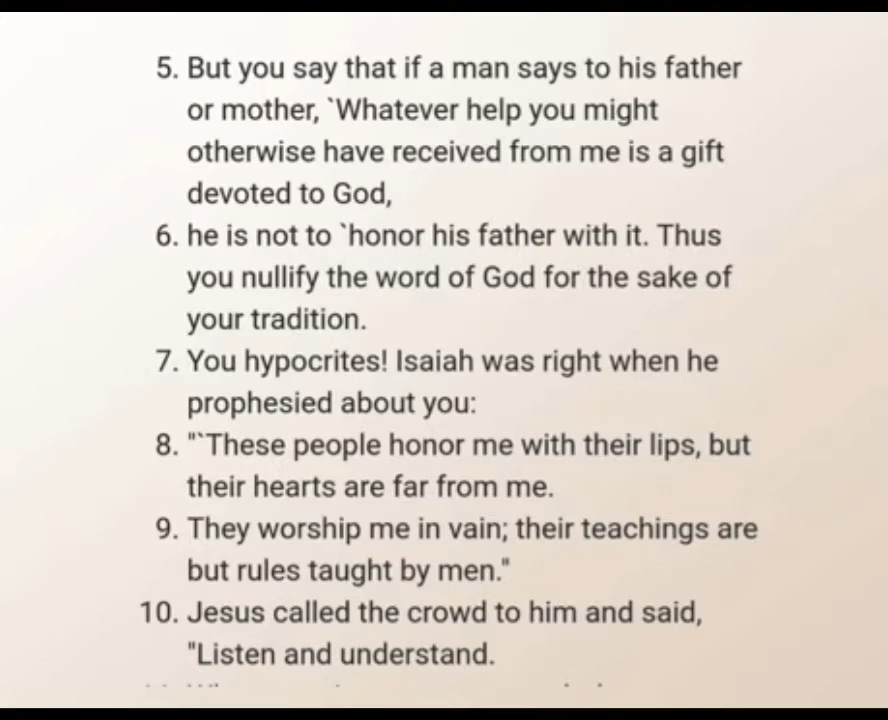 5. But you say that if a man says to his father
or mother, `Whatever help you might
otherwise have received from me is a gift
devoted to God,
6. he is not to `honor his father with it. Thus
you nullify the word of God for the sake of
your tradition.
7. You hypocrites! Isaiah was right when he
prophesied about you:
8. "`These people honor me with their lips, but
their hearts are far from me.
9. They worship me in vain; their teachings are
but rules taught by men."
10. Jesus called the crowd to him and said,
"Listen and understand.